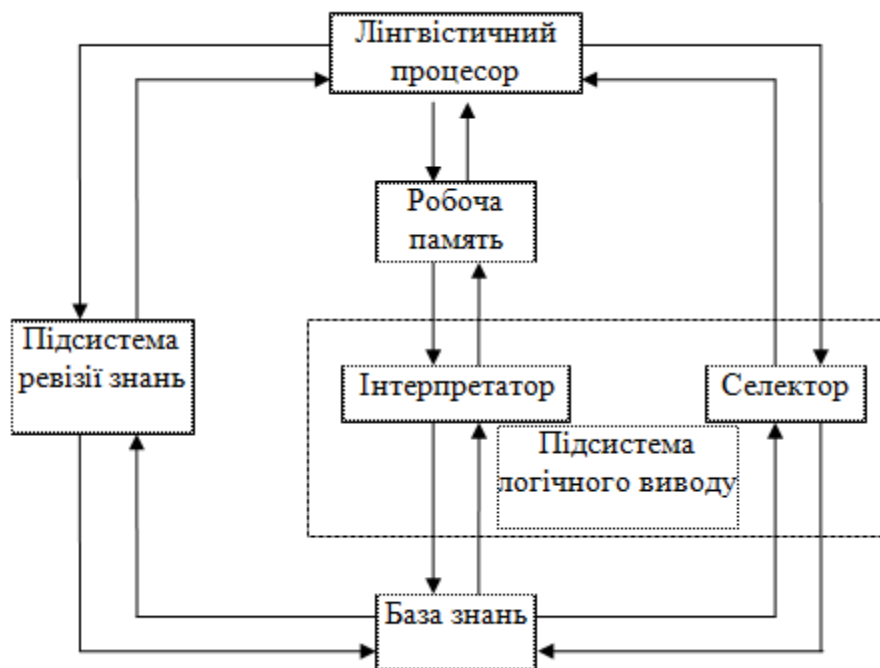 Лінгвістичний
процесор
Робоча
память
Підсистема
ревізії знань
Інтерпретатор
Селектор
Підсистема
логічного виводу
База знань